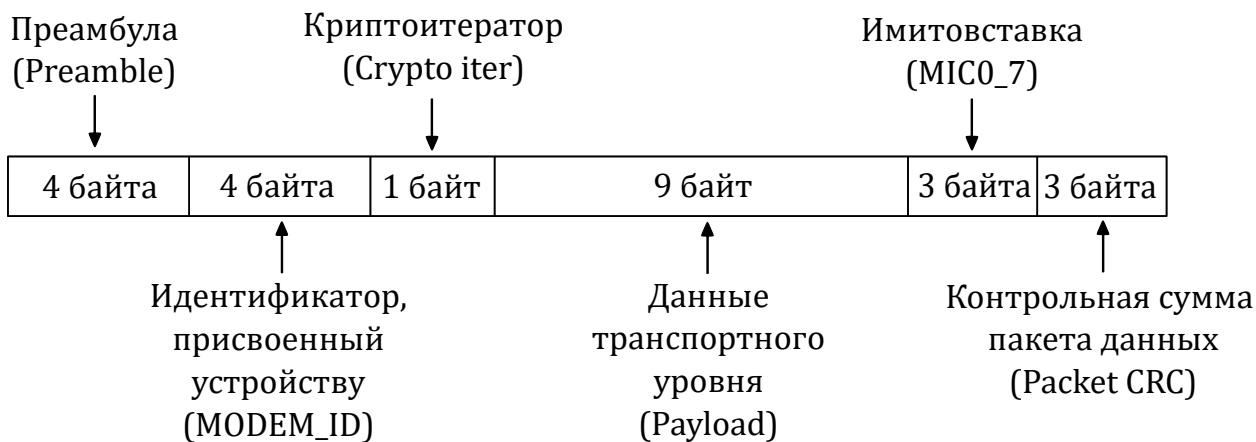 Преамбула
(Preamble)
Криптоитератор
(Crypto iter)
Имитовставка
(MIC0_7)
4 байта
4 байта
1 байт
9 байт
3 байта
3 байта
Идентификатор,
присвоенный
устройству
(MODEM_ID)
Данные
транспортного
уровня
(Payload)
Контрольная сумма
пакета данных
(Packet CRC)